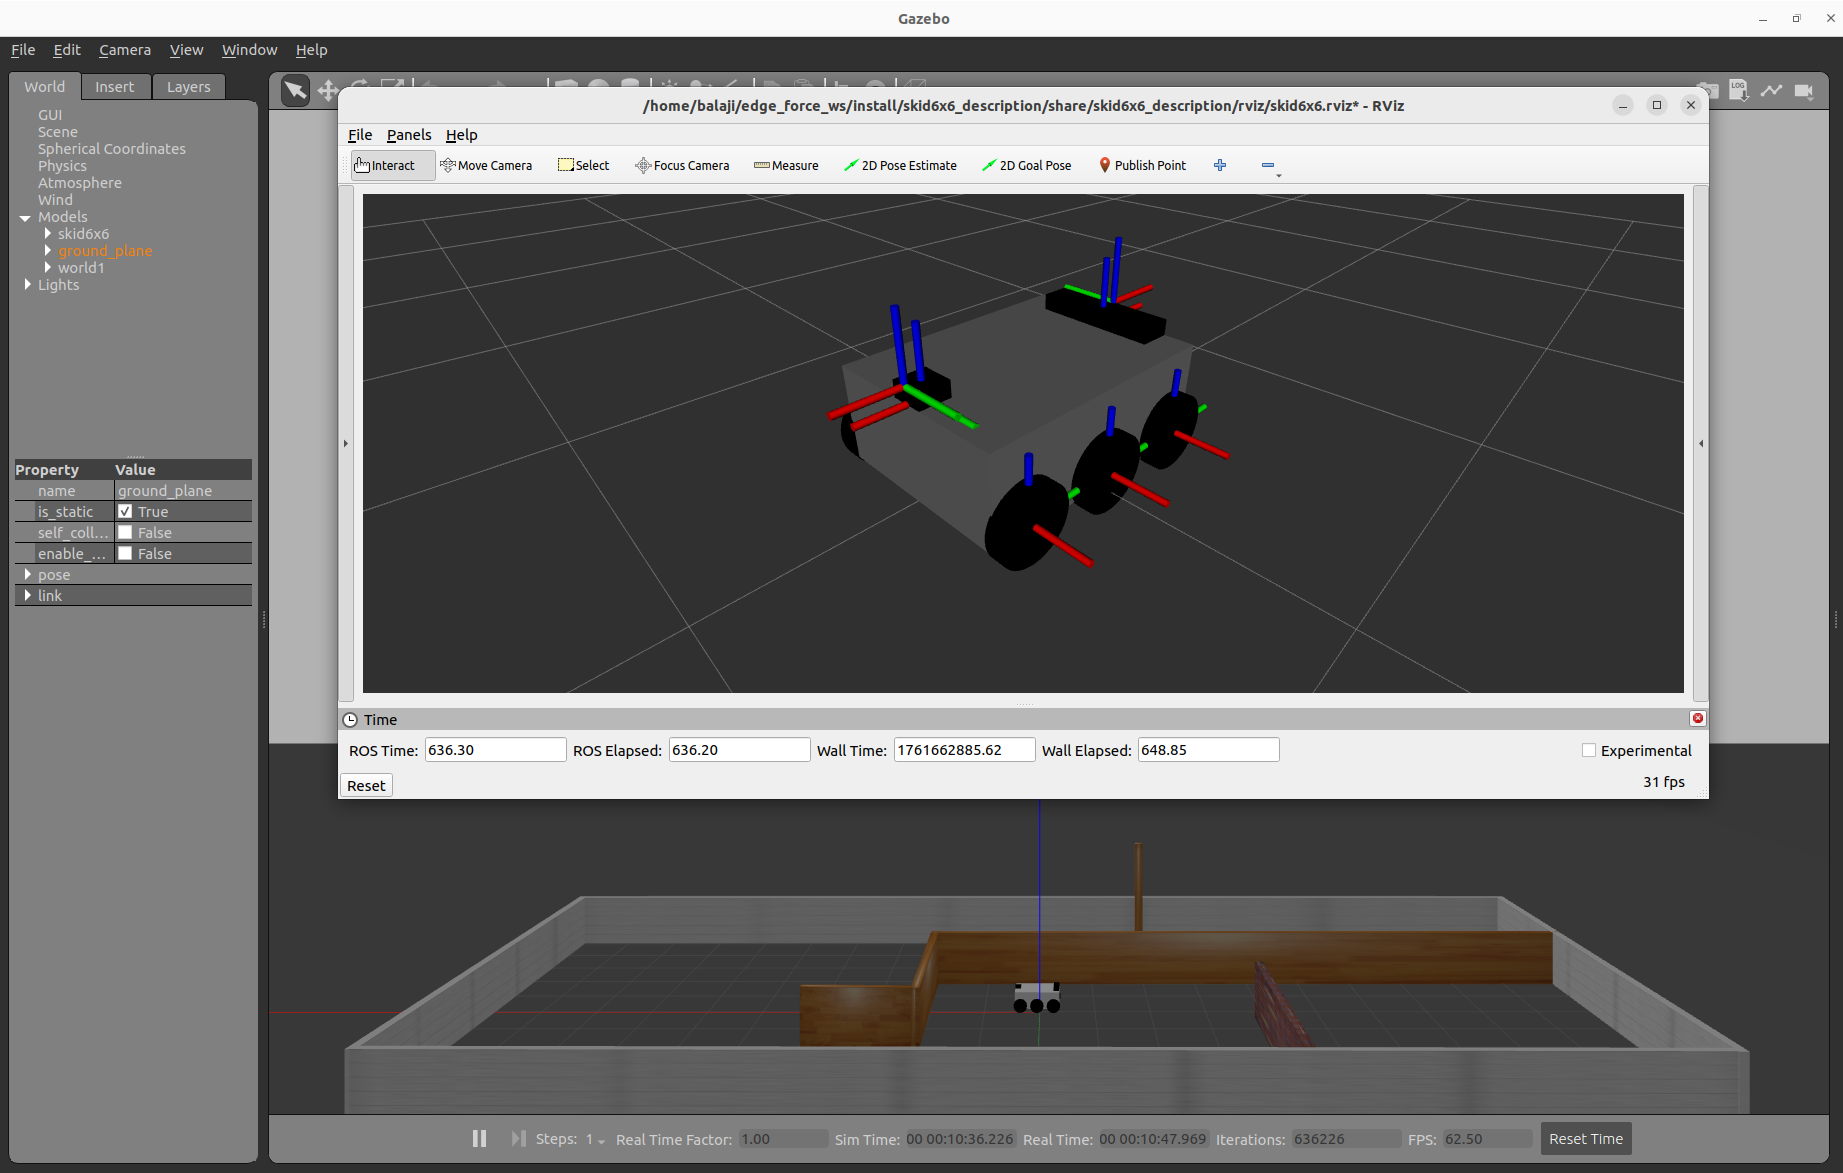 Gazebo
File Edit Camera View Window Help
World Insert Layers
GUI
Scene
Spherical Coordinates
Physics
Atmosphere
Wind
Models
skid6x6
ground_plane
world1
Lights
Property Value
name ground_plane
is_static True
self_coll... False
enable_... False
pose
link
LOG
/home/balaji/edge_force_ws/install/skid6x6_description/share/skid6x6_description/rviz/skid6x6.rviz* - RViz
File Panels Help
Interact Move Camera Select Focus Camera Measure 2D Pose Estimate 2D Goal Pose Publish Point
Time
ROS Time: 636.30 ROS Elapsed: 636.20 Wall Time: 1761662885.62 Wall Elapsed: 648.85 Experimental
Reset 31 fps
Steps: 1 Real Time Factor: 1.00 Sim Time: 00 00:10:36.226 Real Time: 00 00:10:47.969 Iterations: 636226 FPS: 62.50 Reset Time